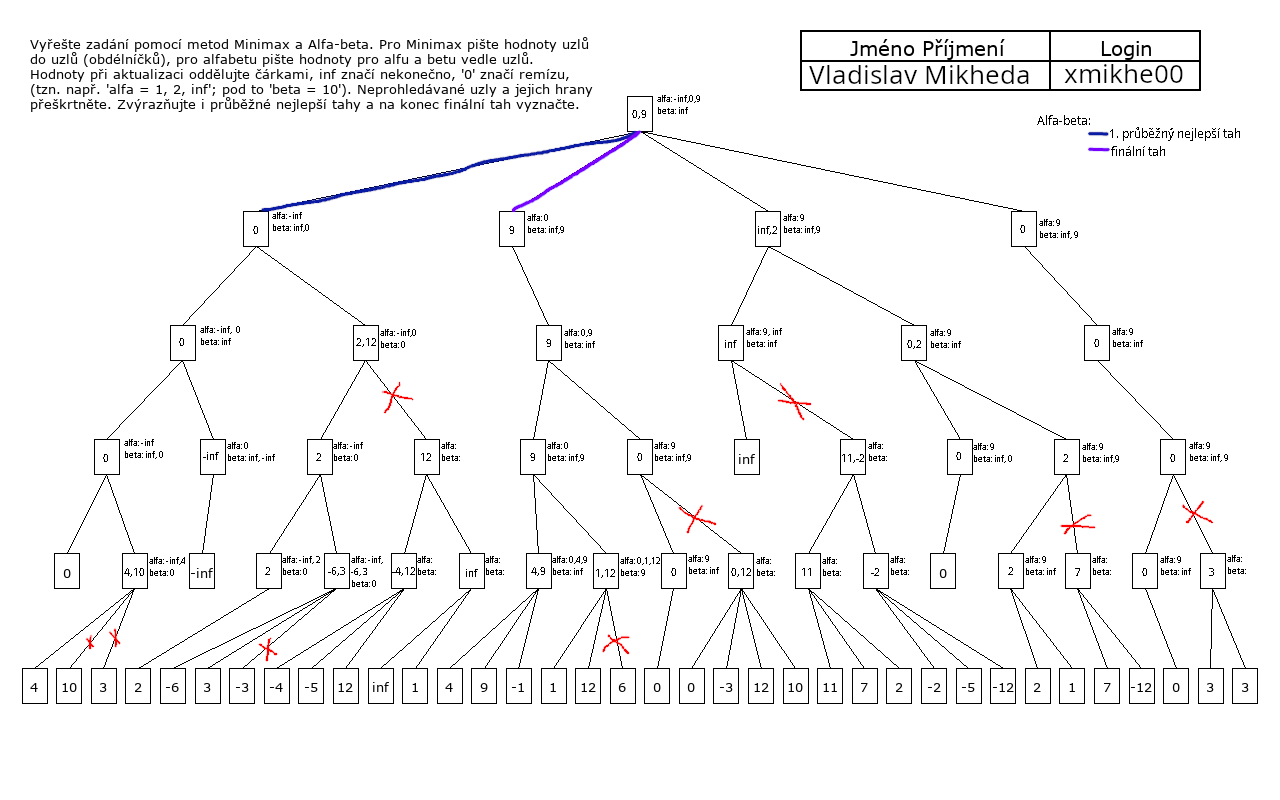 Vyřešte zadání pomocí metod Minimax a Alfa-beta. Pro Minimax pište hodnoty uzlů
do uzlů (obdélníčků), pro alfabetu pište hodnoty pro alfu a betu vedle uzlů.
Hodnoty při aktualizaci oddělujte čárkami, inf značí nekonečno, '0' značí remízu,
(tzn. např. 'alfa = 1, 2, inf'; pod to 'beta = 10'). Neprohledávané uzly a jejich hrany
přeškrtněte. Zvýrazňujte i průběžné nejlepší tahy a na konec finální tah vyznačte.
Jméno Příjmení Login
Vladislav Mikheda xmikhe00
Alfa-beta:
1. průběžný nejlepší tah
finální tah
0,9 alfa:-inf,0,9
beta: inf
0 alfa:-inf
beta: inf,0
9 alfa:0
beta: inf,9
inf,2 alfa: 9
beta: inf,9
0 alfa: 9
beta: inf, 9
0 alfa:-inf, 0
beta: inf
2,12 alfa:-inf,0
beta: 0
9 alfa:0,9
beta: inf
inf alfa: 9, inf
beta: inf
0,2 alfa: 9
beta: inf
0 alfa: 9
beta: inf
0 alfa: -inf
beta: inf, 0
-inf alfa: 0
beta: inf, -inf
2 alfa:-inf
beta: 0
12 alfa:
beta:
9 alfa: 0
beta: inf,9
0 alfa: 9
beta: inf,9
inf
11,-2 alfa:
beta:
0 alfa: 9
beta: inf, 0
2 alfa: 9
beta: inf,9
0 alfa: 9
beta: inf, 9
0
4,10 alfa:-inf,4
beta: 0
-inf
2 alfa:-inf, 2
beta: 0
-6,3 alfa:-inf,
-6,3
beta: 0
-4,12 alfa:
beta:
inf alfa:
beta:
4,9 alfa:0,4,9
beta: inf
1,12 alfa:0,1,12
beta: 9
0 alfa: 9
beta: inf
0,12 alfa:
beta:
11 alfa:
beta:
-2 alfa:
beta:
0
2 alfa: 9
beta: inf
7 alfa:
beta:
0 alfa: 9
beta: inf
3 alfa:
beta:
4 10 3 2 -6 3 -3 -4 -5 12 inf 1 4 9 -1 1 12 6 0 0 -3 12 10 11 7 2 -2 -5 -12 2 1 7 -12 0 3 3